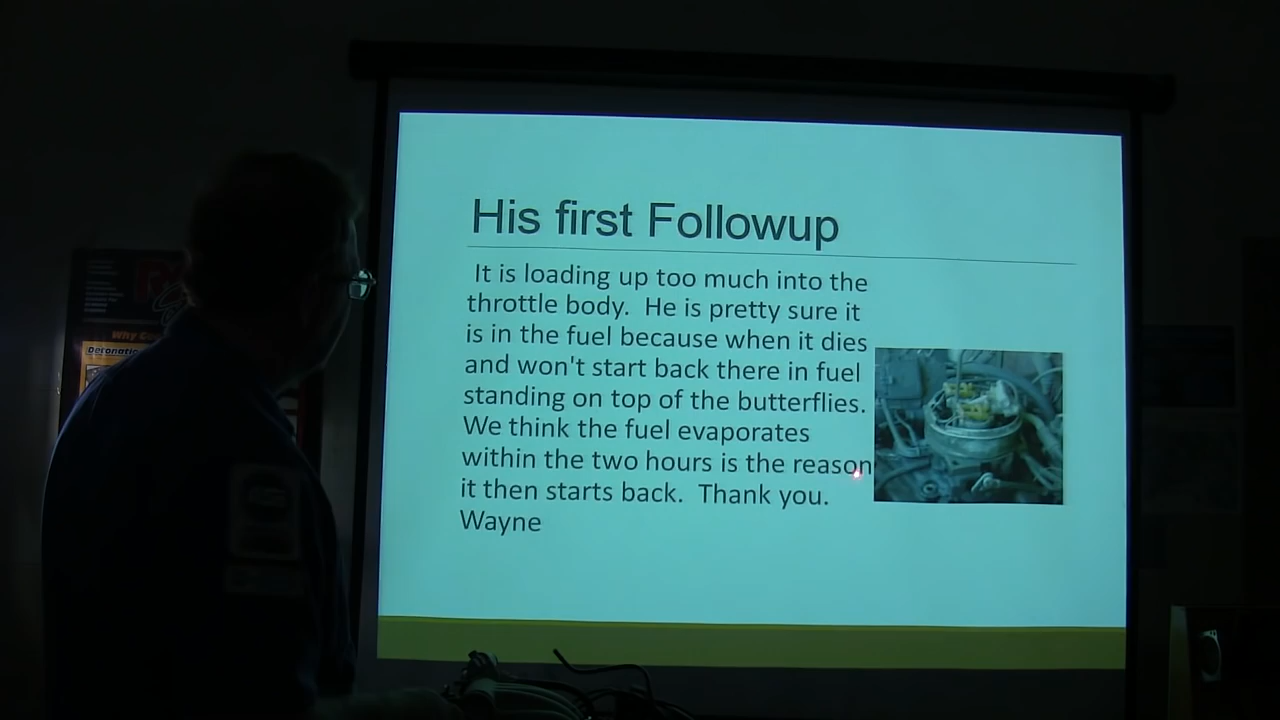 His first Followup
It is loading up too much into the
throttle body. He is pretty sure it
is in the fuel because when it dies
and won't start back there in fuel
standing on top of the butterflies.
We think the fuel evaporates
within the two hours is the reason
it then starts back. Thank you.
Wayne
Why
Detonatio